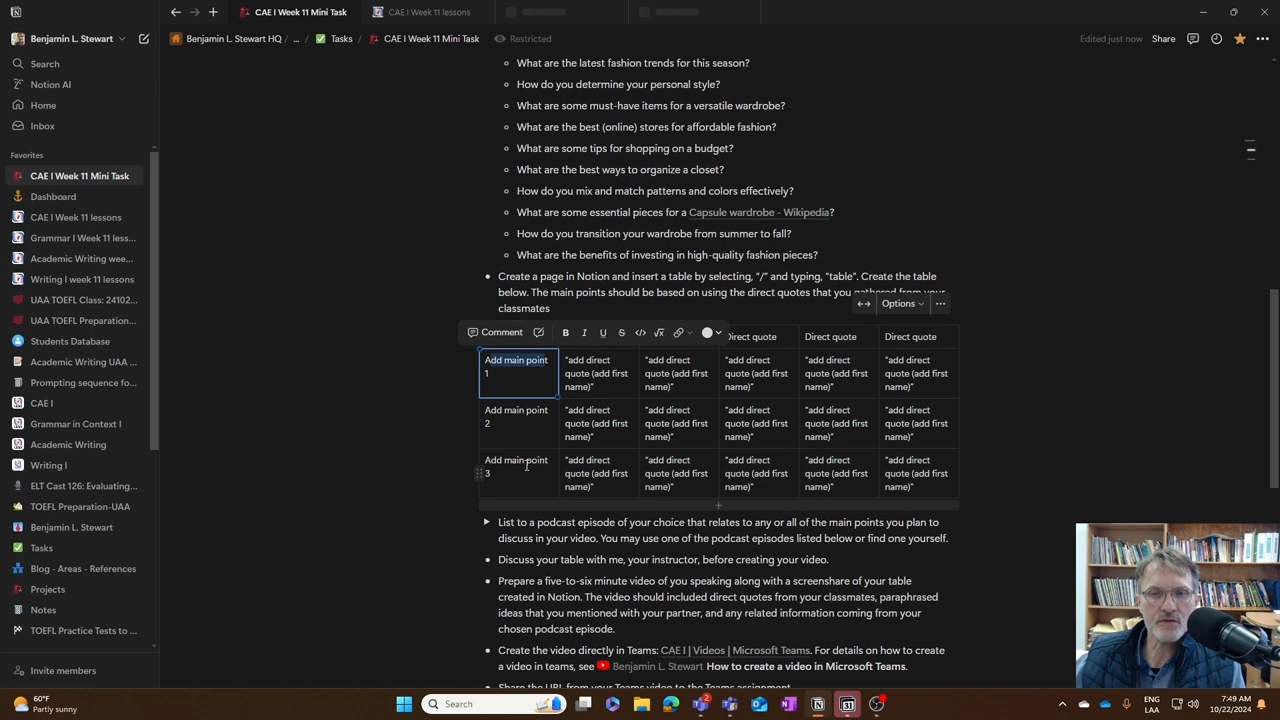 CAE I Week 11 Mini Task
CAE I Week 11 lessons
Benjamin L. Stewart
Benjamin L. Stewart HQ / ... / Tasks / CAE I Week 11 Mini Task
Restricted
Edited just now
Share
Search
Notion AI
Home
Inbox
Favorites
CAE I Week 11 Mini Task
Dashboard
CAE I Week 11 lessons
Grammar I Week 11 less...
Academic Writing wee...
Writing I week 11 lessons
UAA TOEFL Class: 24102...
UAA TOEFL Preparation...
Students Database
Academic Writing UAA ...
Prompting sequence fo...
CAE I
Grammar in Context I
Academic Writing
Writing I
ELT Cast 126: Evaluating...
TOEFL Preparation-UAA
Benjamin L. Stewart
Tasks
Blog - Areas - References
Projects
Notes
TOEFL Practice Tests to ...
Invite members
What are the latest fashion trends for this season?
How do you determine your personal style?
What are some must-have items for a versatile wardrobe?
What are the best (online) stores for affordable fashion?
What are some tips for shopping on a budget?
What are the best ways to organize a closet?
How do you mix and match patterns and colors effectively?
What are some essential pieces for a Capsule wardrobe - Wikipedia?
How do you transition your wardrobe from summer to fall?
What are the benefits of investing in high-quality fashion pieces?
Create a page in Notion and insert a table by selecting, “/” and typing, “table”. Create the table
below. The main points should be based on using the direct quotes that you gathered from your
classmates
Options
Comment
B I U S
Direct quote Direct quote Direct quote
Add main point “add direct “add direct “add direct “add direct “add direct
1 quote (add first quote (add first quote (add first quote (add first quote (add first
name)” name)” name)” name)” name)”
Add main point “add direct “add direct “add direct “add direct “add direct
2 quote (add first quote (add first quote (add first quote (add first quote (add first
name)” name)” name)” name)” name)”
Add main point “add direct “add direct “add direct “add direct “add direct
3 quote (add first quote (add first quote (add first quote (add first quote (add first
name)” name)” name)” name)” name)”
List to a podcast episode of your choice that relates to any or all of the main points you plan to
discuss in your video. You may use one of the podcast episodes listed below or find one yourself.
Discuss your table with me, your instructor, before creating your video.
Prepare a five-to-six minute video of you speaking along with a screenshare of your table
created in Notion. The video should included direct quotes from your classmates, paraphrased
ideas that you mentioned with your partner, and any related information coming from your
chosen podcast episode.
Create the video directly in Teams: CAE I | Videos | Microsoft Teams. For details on how to create
a video in teams, see Benjamin L. Stewart How to create a video in Microsoft Teams.
Share the URL from your Teams video to the Teams assignment
60°F
Partly sunny
Search
2
31
ENG
LAA
7:49 AM
10/22/2024